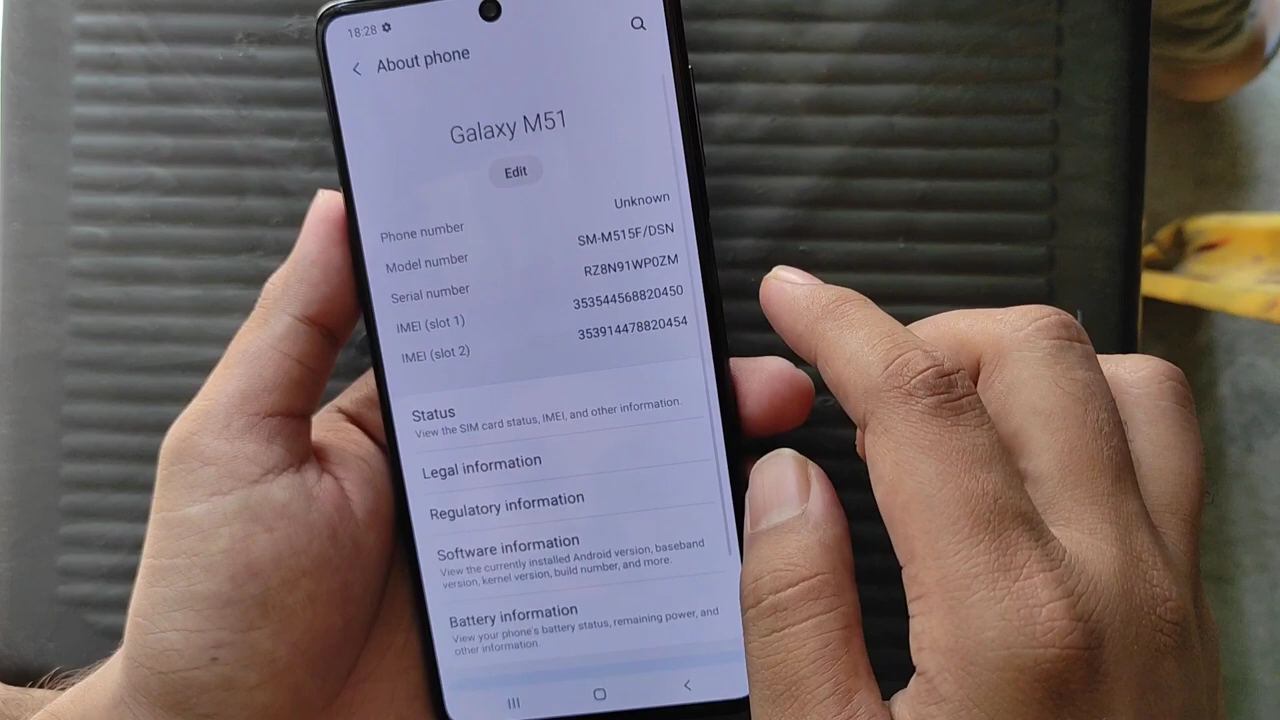 18:28
About phone
Galaxy M51
Edit
Phone number Unknown
Model number SM-M515F/DSN
Serial number RZ8N91WP0ZM
IMEI (slot 1) 353544568820450
IMEI (slot 2) 353914478820454
Status
View the SIM card status, IMEI, and other information.
Legal information
Regulatory information
Software information
View the currently installed Android version, baseband
version, kernel version, build number, and more.
Battery information
View your phone's battery status, remaining power, and
other information.